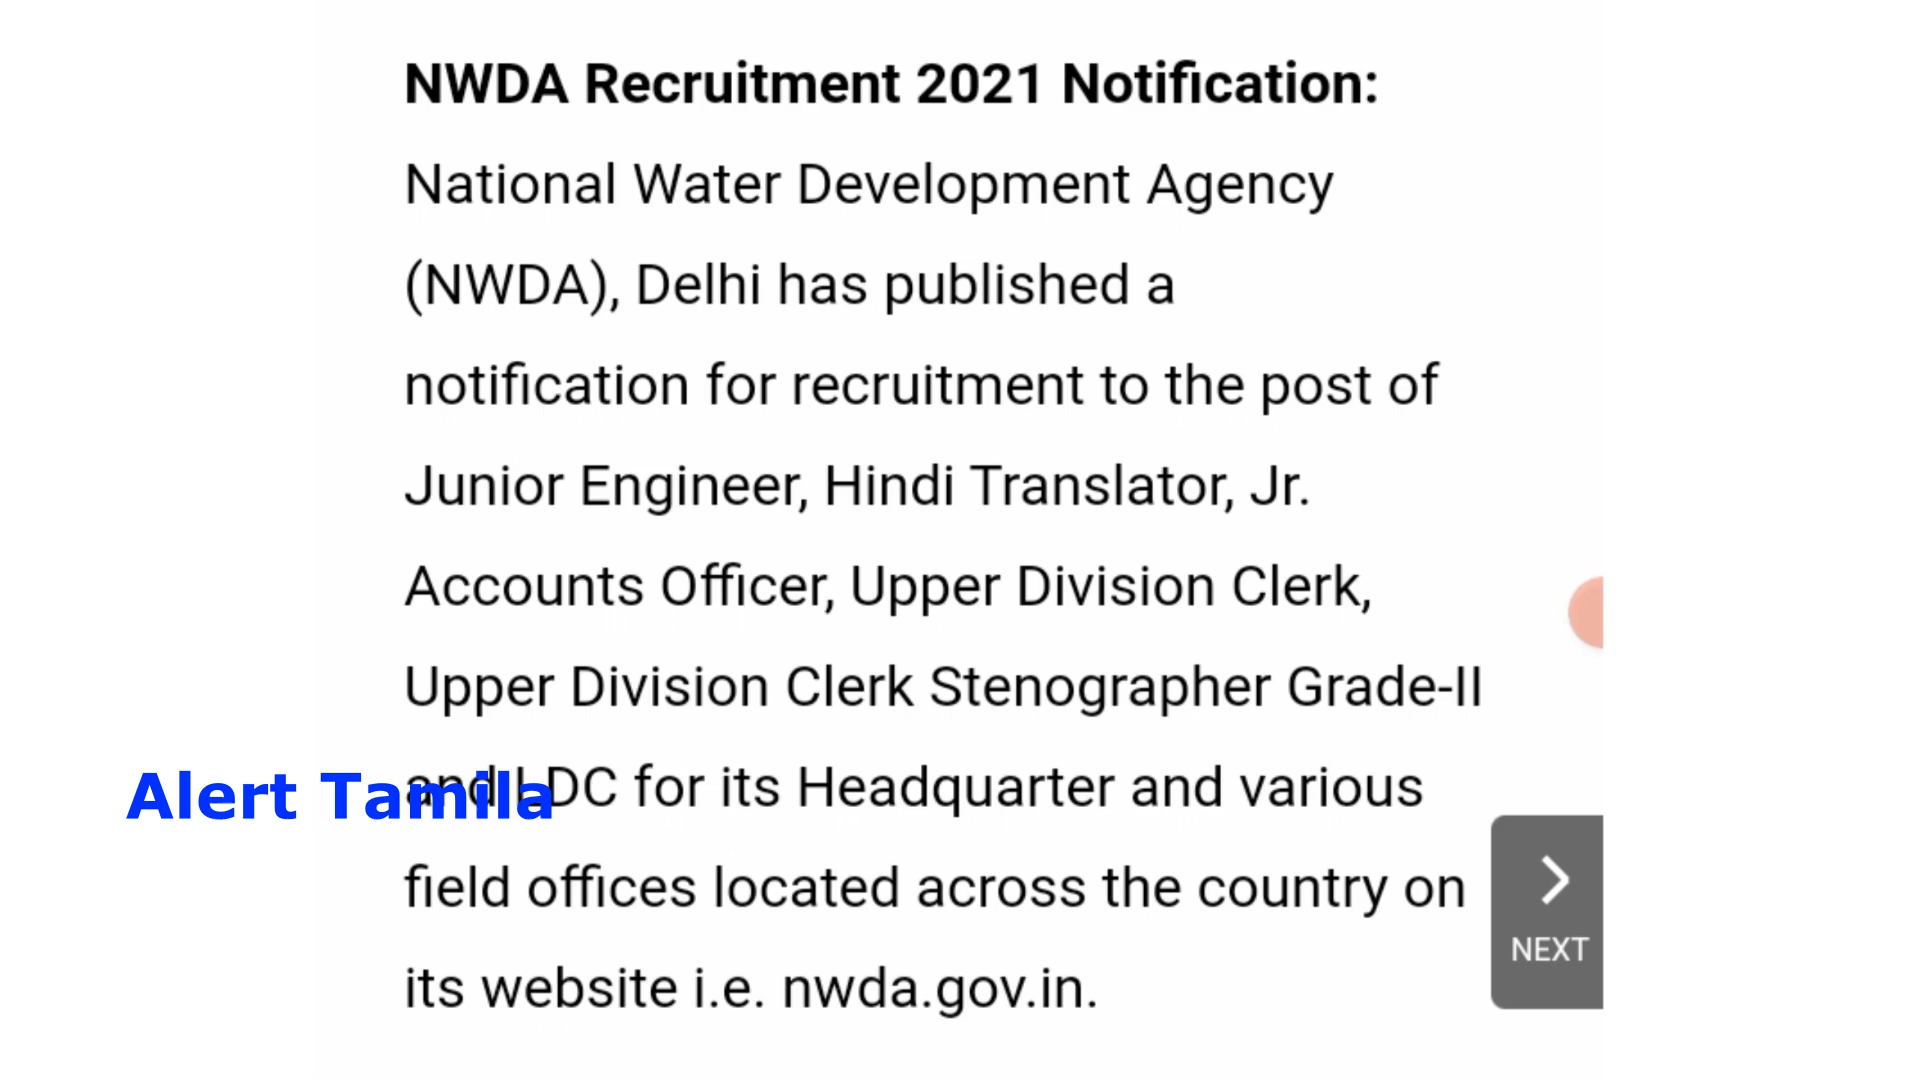 NWDA Recruitment 2021 Notification:
National Water Development Agency
(NWDA), Delhi has published a
notification for recruitment to the post of
Junior Engineer, Hindi Translator, Jr.
Accounts Officer, Upper Division Clerk,
Upper Division Clerk Stenographer Grade-II
and LDC for its Headquarter and various
Alert Tamila
field offices located across the country on
its website i.e. nwda.gov.in.
NEXT